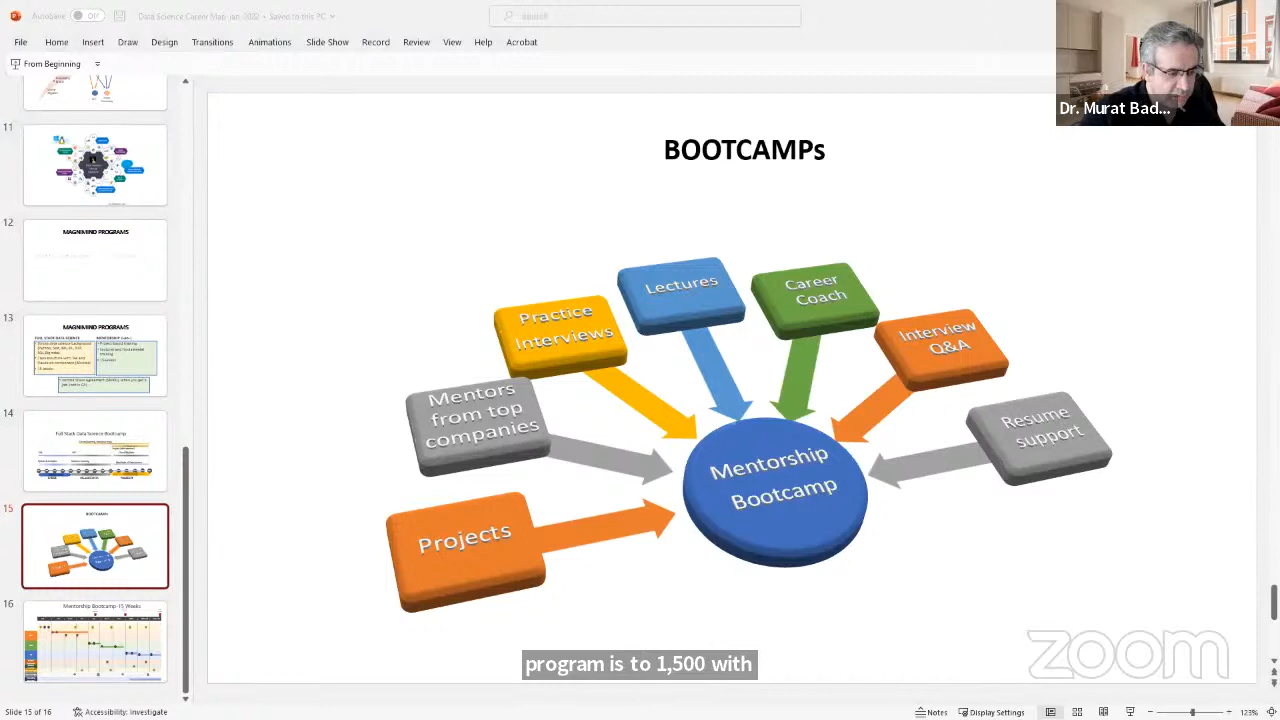 AutoSave Off Data Science Career Map-Jan 2022 - Saved to this PC Search
File Home Insert Draw Design Transitions Animations Slide Show Record Review View Help Acrobat
From Beginning
Dr. Murat Bad...
11
12
MAGNIMIND PROGRAMS
13
MAGNIMIND PROGRAMS
14
Full Stack Data Science Bootcamp
15
BOOTCAMPS
16
Mentorship Bootcamp-15 Weeks
BOOTCAMPs
Lectures
Career
Coach
Practice
Interviews
Interview
Q&A
Mentors
from top
companies
Resume
support
Mentorship
Bootcamp
Projects
zoom
program is to 1,500 with
Slide 15 of 16 Accessibility: Investigate Notes Display Settings 123%